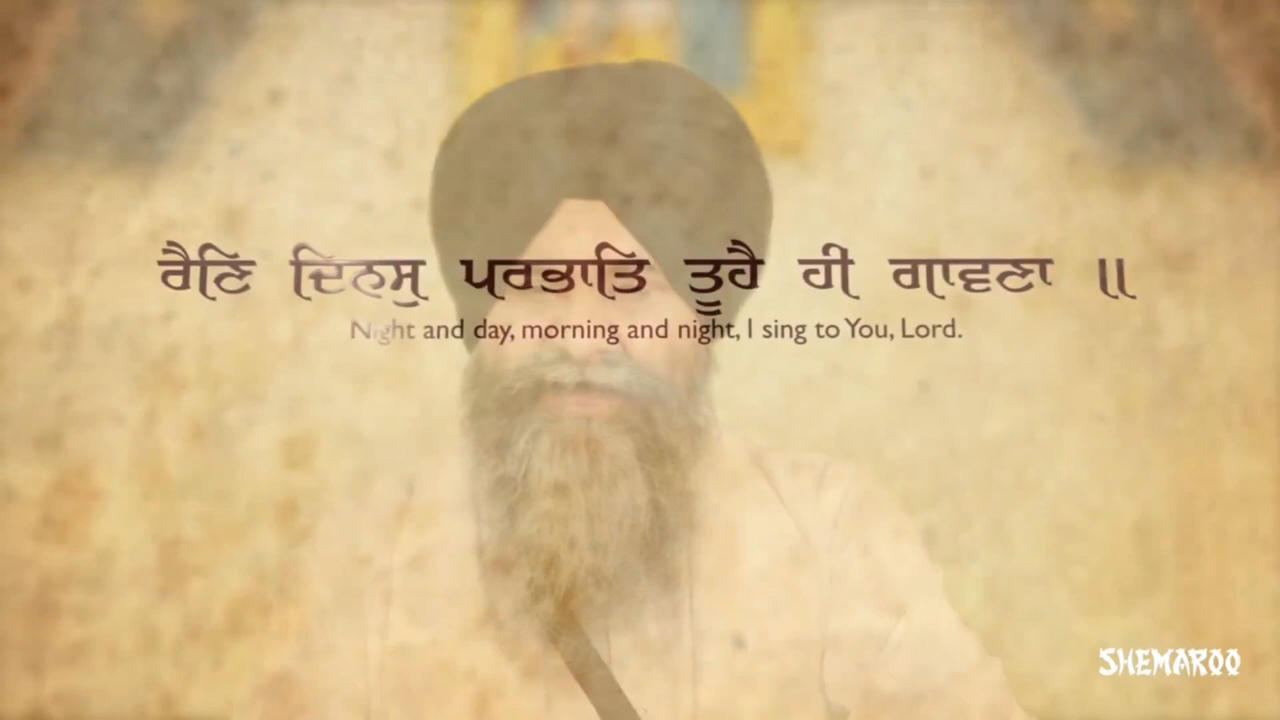 ਰੈਣਿ ਦਿਨਸੁ ਪਰਭਾਤਿ ਤੂਹੈ ਹੀ ਗਾਵਣਾ ॥
Night and day, morning and night, I sing to You, Lord.
SHEMAROO